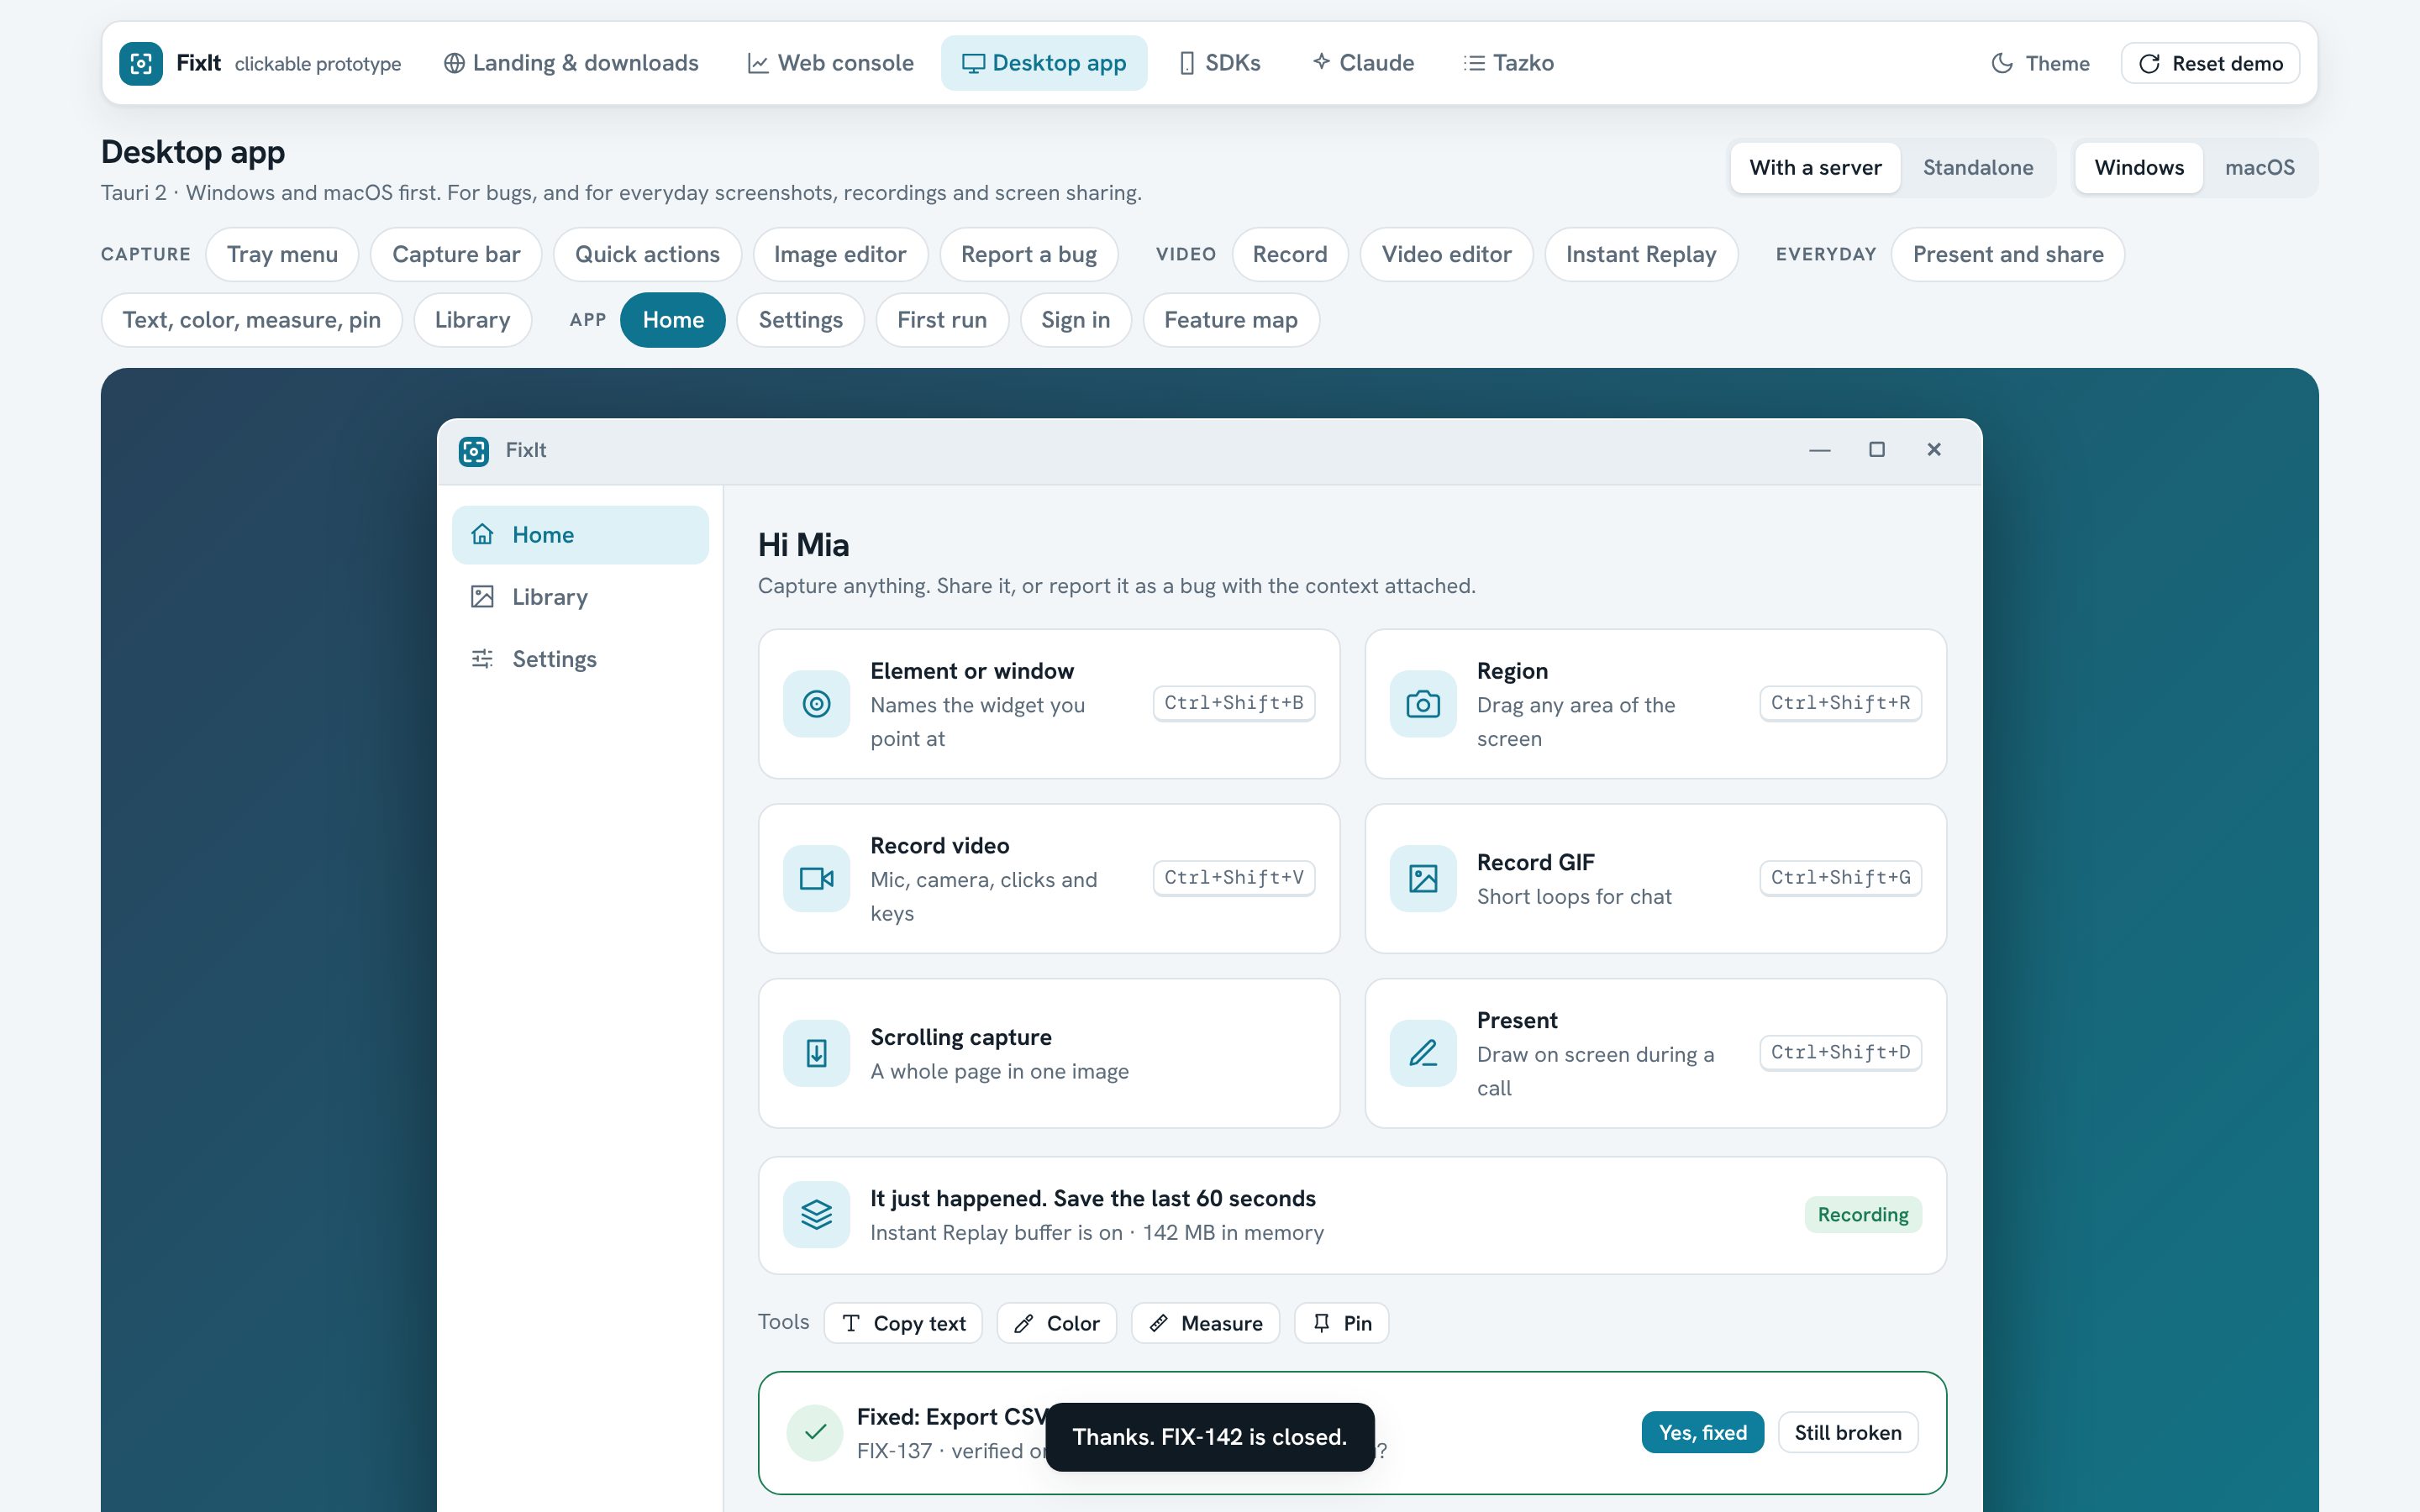 FixIt clickable prototype Landing & downloads Web console Desktop app SDKs Claude Tazko Theme Reset demo
Desktop app
With a server Standalone Windows macOS
Tauri 2 · Windows and macOS first. For bugs, and for everyday screenshots, recordings and screen sharing.
CAPTURE Tray menu Capture bar Quick actions Image editor Report a bug VIDEO Record Video editor Instant Replay EVERYDAY Present and share
Text, color, measure, pin Library APP Home Settings First run Sign in Feature map
FixIt
Home
Library
Settings
Hi Mia
Capture anything. Share it, or report it as a bug with the context attached.
Element or window
Names the widget you
point at
Ctrl+Shift+B
Region
Drag any area of the
screen
Ctrl+Shift+R
Record video
Mic, camera, clicks and
keys
Ctrl+Shift+V
Record GIF
Short loops for chat
Ctrl+Shift+G
Scrolling capture
A whole page in one image
Present
Draw on screen during a
call
Ctrl+Shift+D
It just happened. Save the last 60 seconds
Instant Replay buffer is on · 142 MB in memory
Recording
Tools Copy text Color Measure Pin
Fixed: Export CSV
FIX-137 · verified
Thanks. FIX-142 is closed.
Yes, fixed Still broken